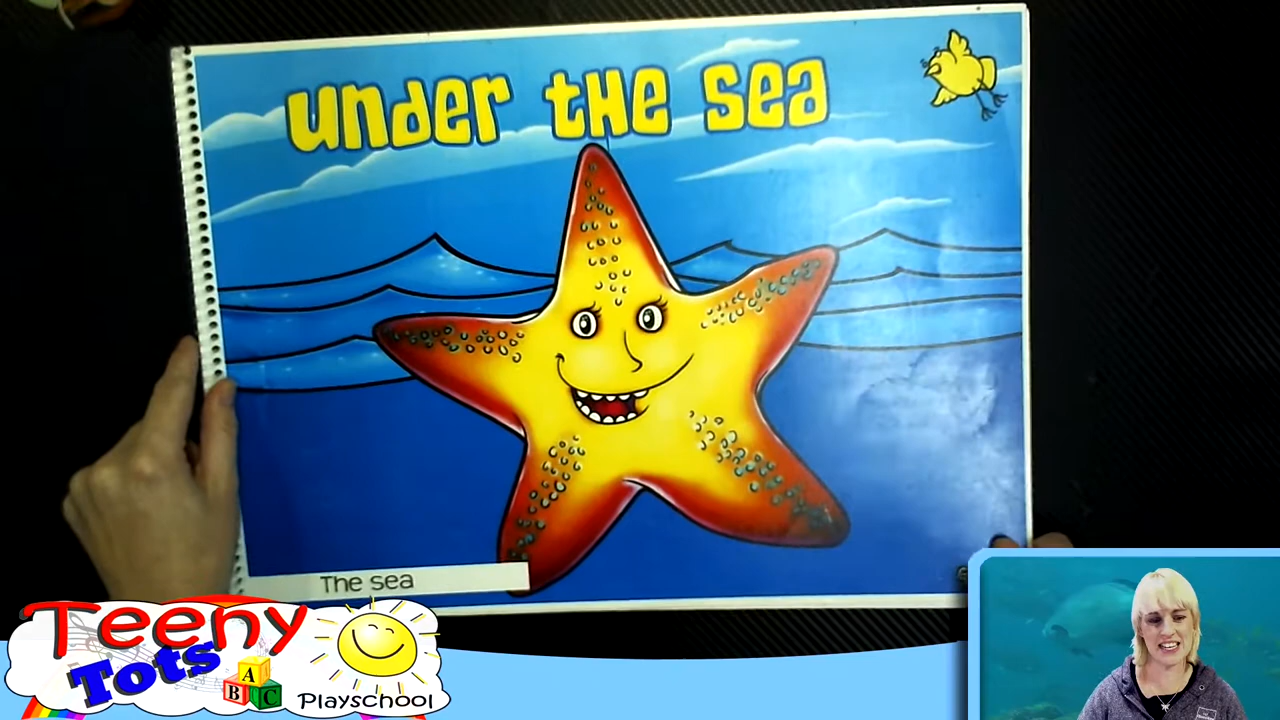 under the sea
The sea
Teeny
Tots
A
B C
Playschool